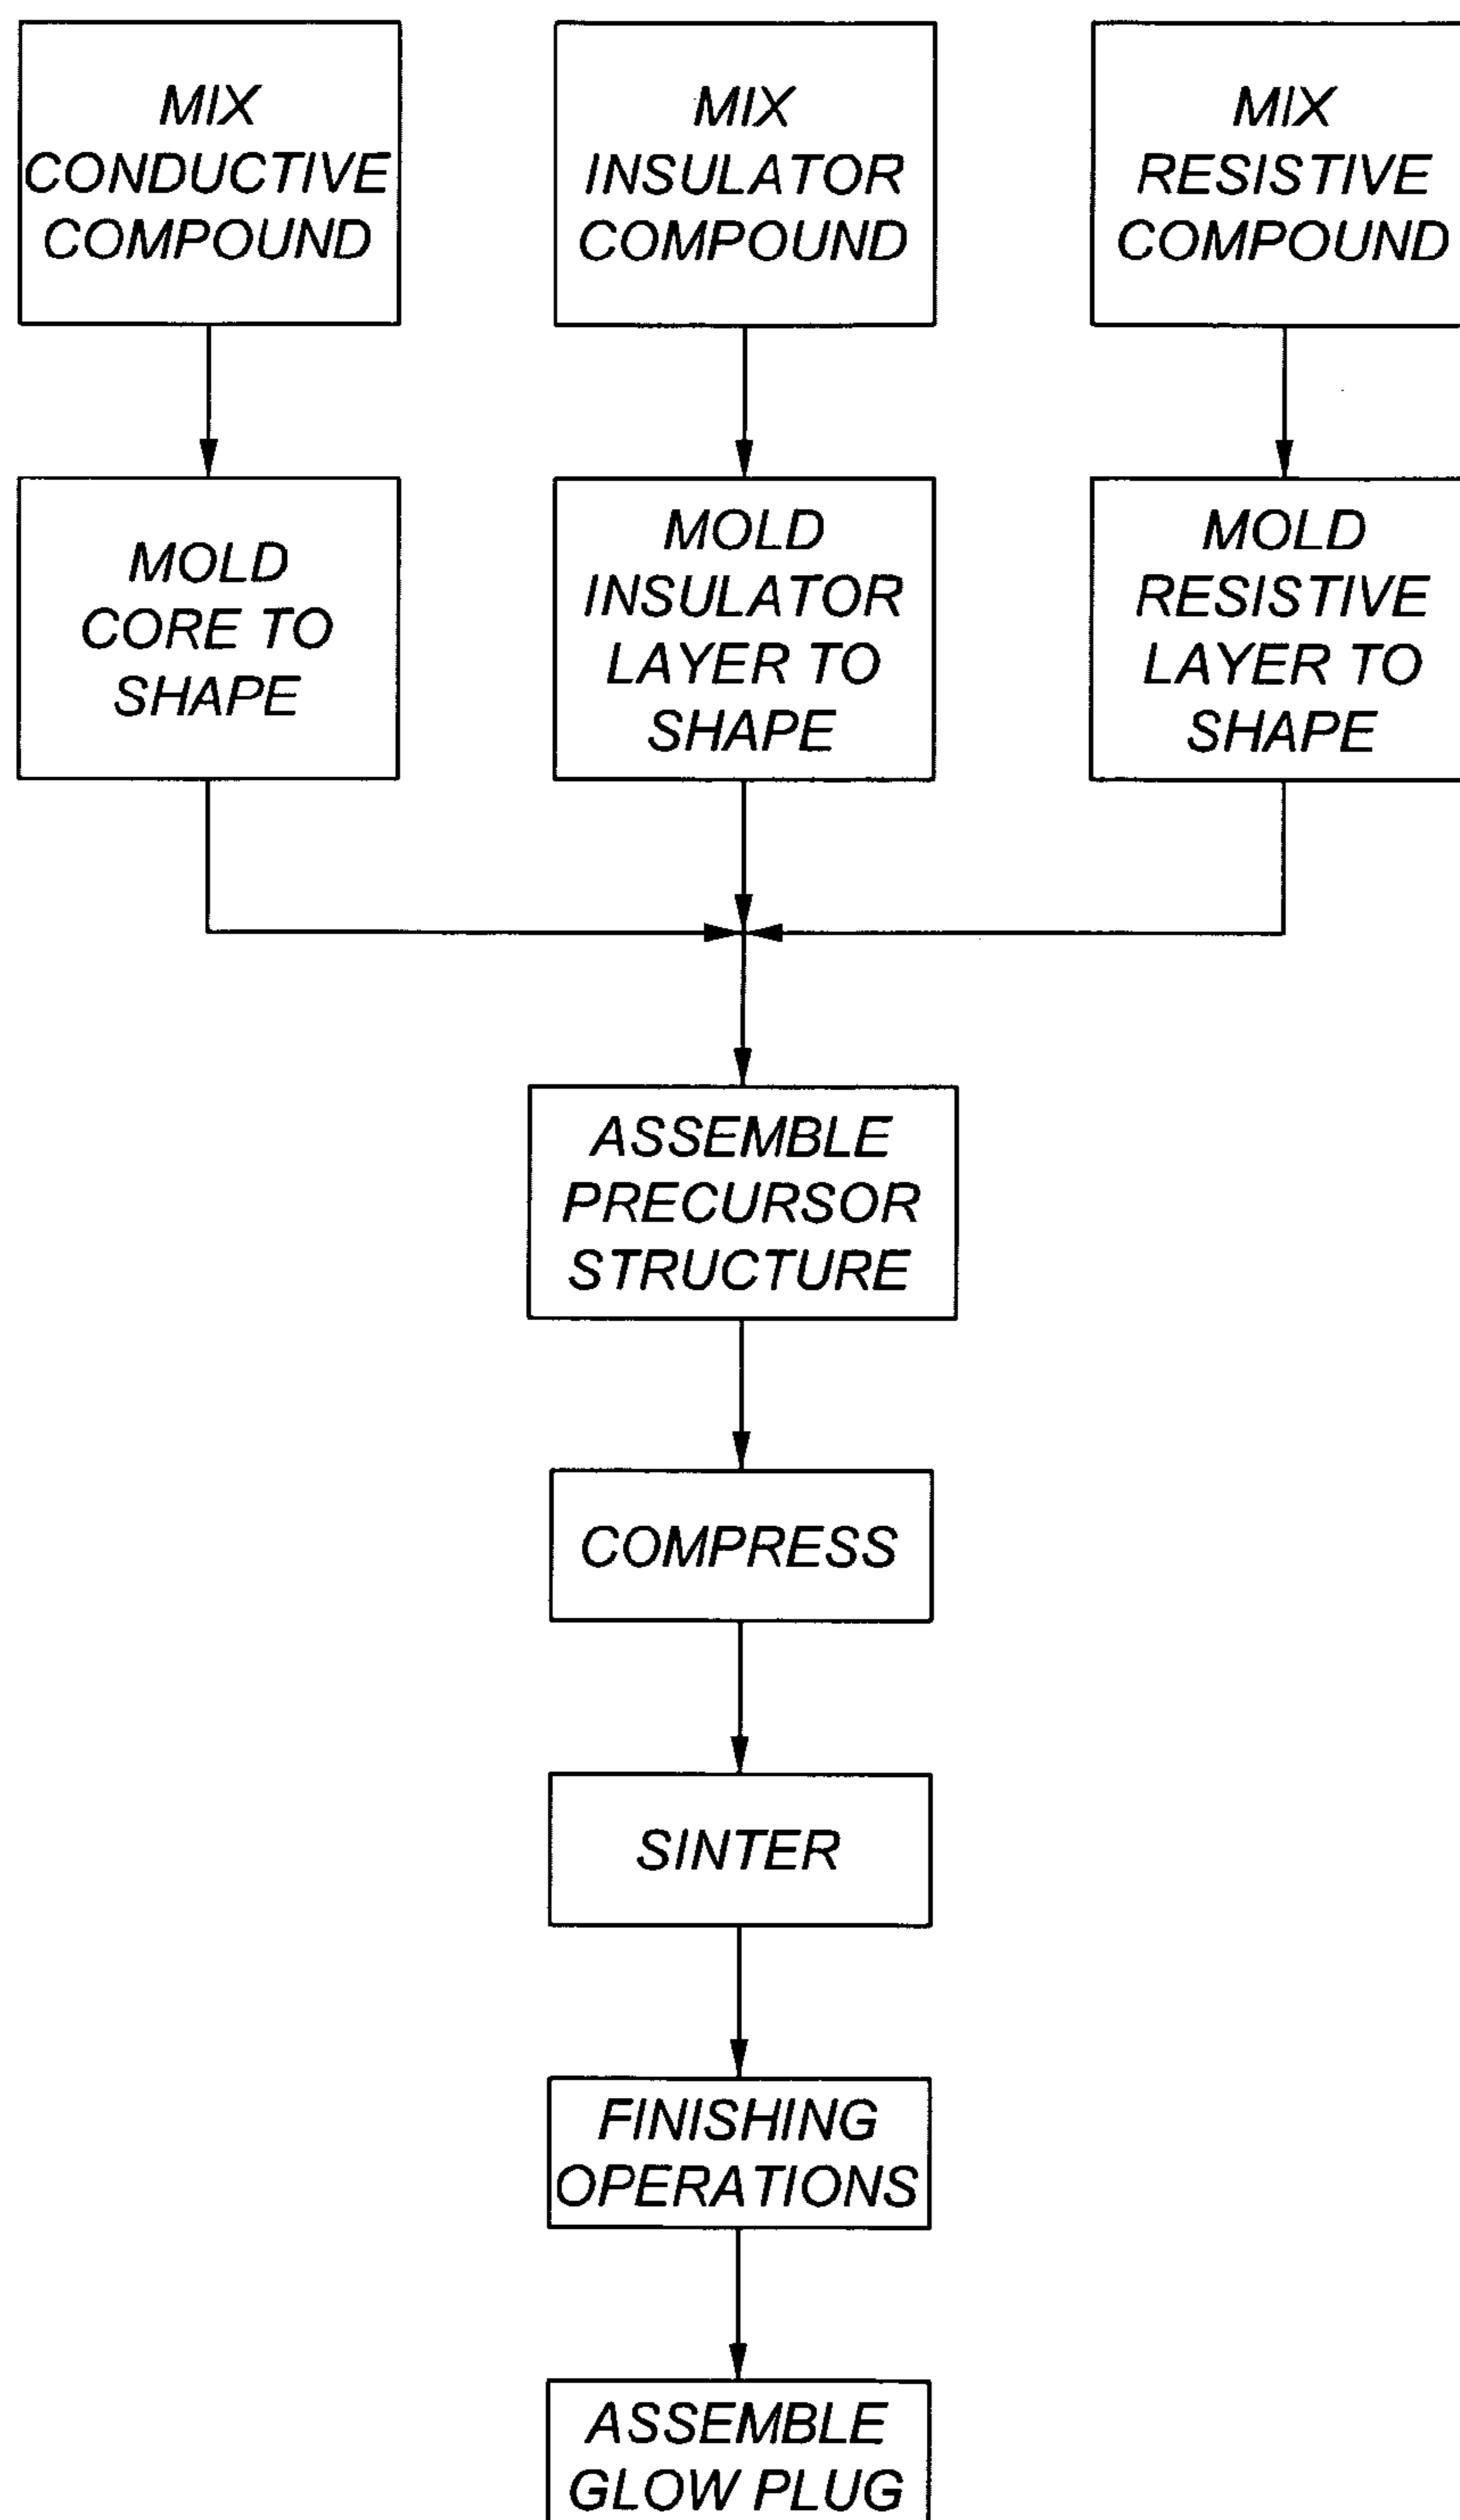 MIX
CONDUCTIVE
COMPOUND
MIX
INSULATOR
COMPOUND
MIX
RESISTIVE
COMPOUND
MOLD
CORE TO
SHAPE
MOLD
INSULATOR
LAYER TO
SHAPE
MOLD
RESISTIVE
LAYER TO
SHAPE
ASSEMBLE
PRECURSOR
STRUCTURE
COMPRESS
SINTER
FINISHING
OPERATIONS
ASSEMBLE
GLOW PLUG